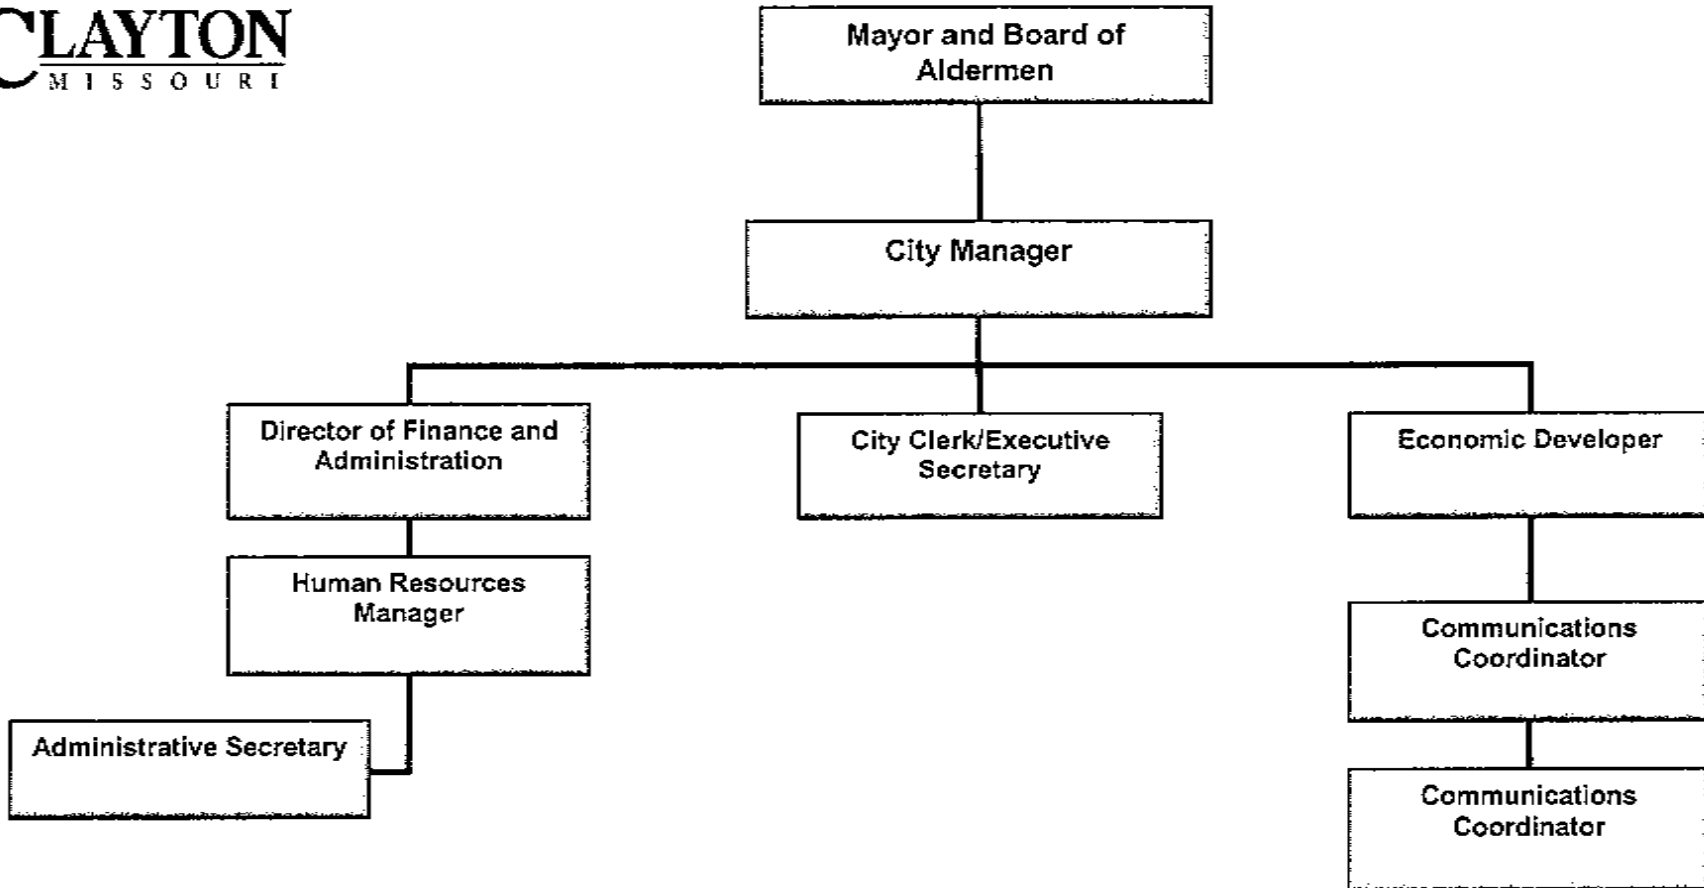 CLAYTON
MISSOURI
Mayor and Board of
Aldermen
City Manager
Director of Finance and
Administration
City Clerk/Executive
Secretary
Economic Developer
Human Resources
Manager
Communications
Coordinator
Administrative Secretary
Communications
Coordinator